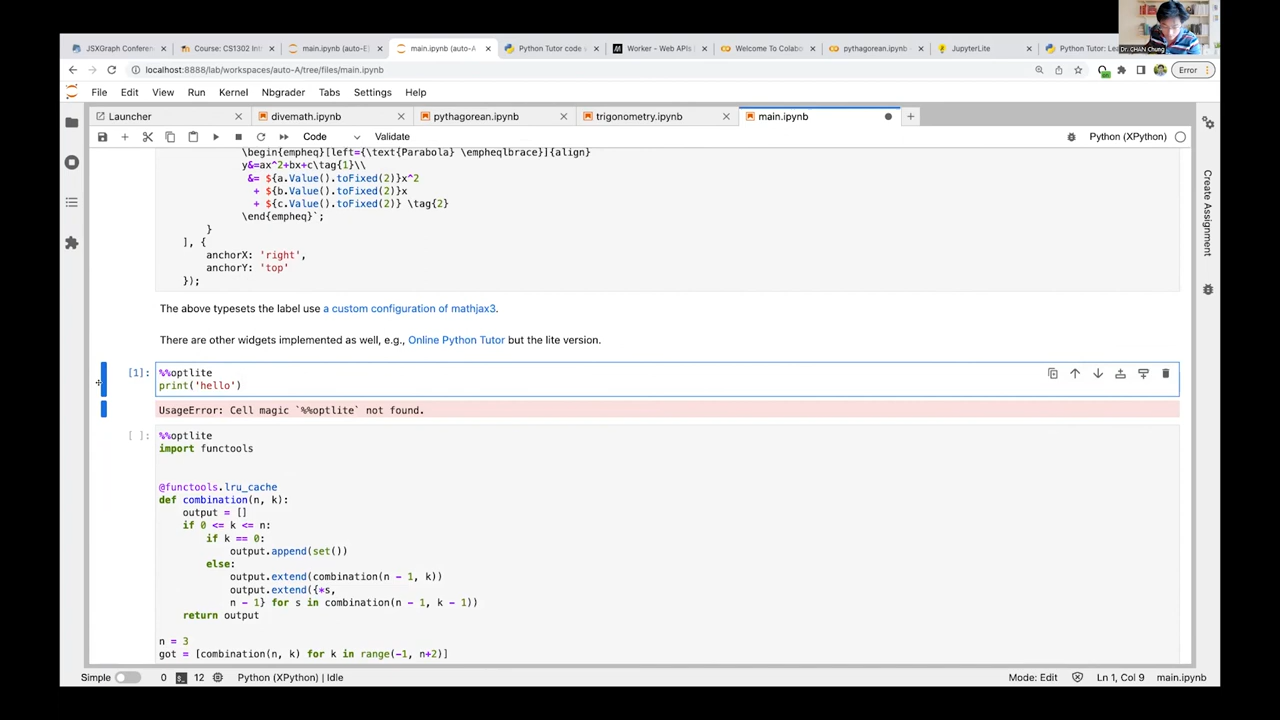 Dr. CHAN Chung
JSXGraph Conferen
Course: CS1302 Int
main.ipynb (auto-E
main.ipynb (auto-A
Python Tutor code
Worker - Web APIs
Welcome To Colabo
pythagorean.ipynb
JupyterLite
Python Tutor: Lea
localhost:8888/lab/workspaces/auto-A/tree/files/main.ipynb
Error
File Edit View Run Kernel Nbgrader Tabs Settings Help
Launcher
divemath.ipynb
pythagorean.ipynb
trigonometry.ipynb
main.ipynb
Code
Validate
Python (XPython)
\begin{empheq}[left={\text{Parabola} \empheqlbrace}]{align}
y&=ax^2+bx+c\tag{1}\\
&= ${a.Value().toFixed(2)}x^2
+ ${b.Value().toFixed(2)}x
+ ${c.Value().toFixed(2)} \tag{2}
\end{empheq}`;
}
], {
anchorX: 'right',
anchorY: 'top'
});
The above typesets the label use a custom configuration of mathjax3.
There are other widgets implemented as well, e.g., Online Python Tutor but the lite version.
[1]: %%optlite
print('hello')
UsageError: Cell magic `%%optlite` not found.
[ ]: %%optlite
import functools
@functools.lru_cache
def combination(n, k):
output = []
if 0 <= k <= n:
if k == 0:
output.append(set())
else:
output.extend(combination(n - 1, k))
output.extend({*s,
n - 1} for s in combination(n - 1, k - 1))
return output
n = 3
got = [combination(n, k) for k in range(-1, n+2)]
Simple 0 12 Python (XPython) | Idle
Mode: Edit Ln 1, Col 9 main.ipynb
Create Assignment